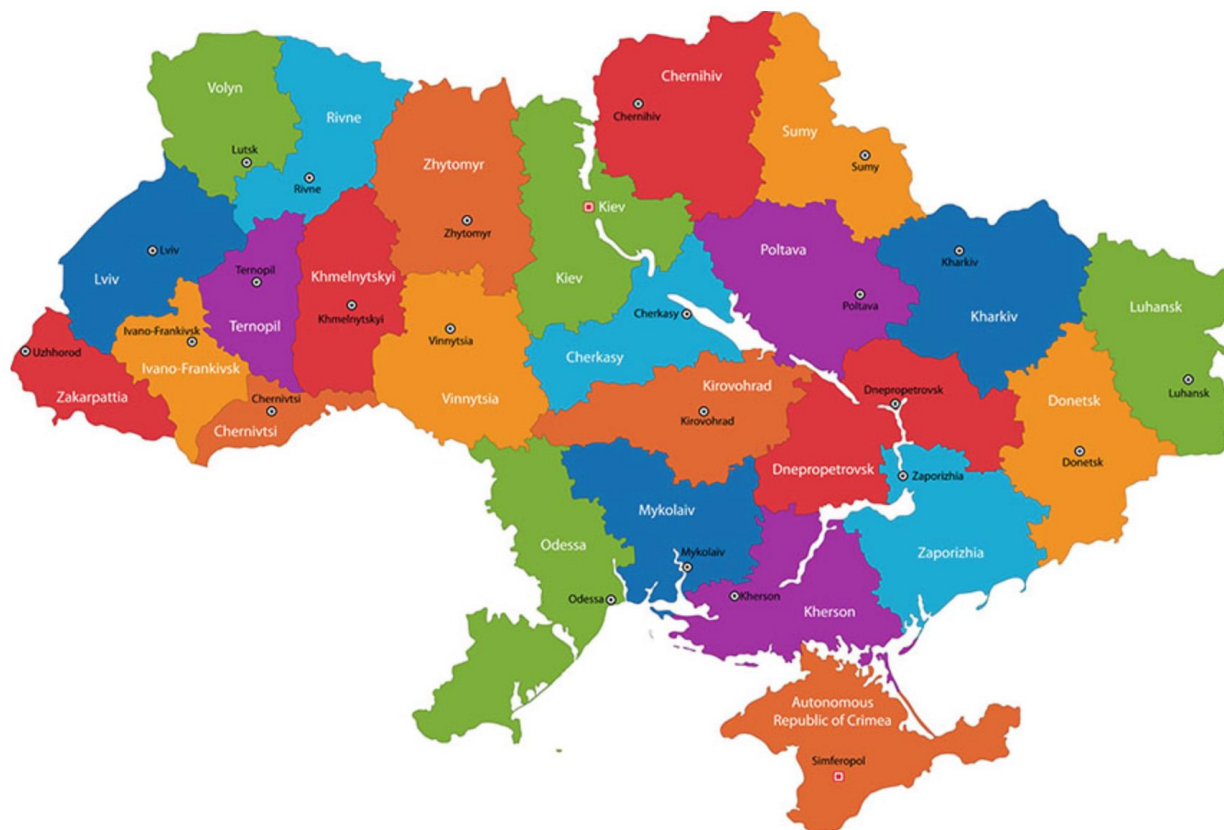 Chernihiv
Volyn
Chernihiv
Rivne
Sumy
Lutsk
Zhytomyr
Sumy
Rivne
Kiev
Zhytomyr
Lviv
Poltava
Kharkiv
Khmelnytskyi
Ternopil
Lviv
Kiev
Poltava
Luhansk
Khmelnytskyi
Cherkasy
Kharkiv
Ternopil
Ivano-Frankivsk
Vinnytsia
Uzhhorod
Cherkasy
Ivano-Frankivsk
Luhansk
Zakarpattia
Kirovohrad
Dnepropetrovsk
Chernivtsi
Vinnytsia
Donetsk
Kirovohrad
Chernivtsi
Donetsk
Dnepropetrovsk
Zaporizhia
Mykolaiv
Odessa
Mykolaiv
Zaporizhia
Kherson
Odessa
Kherson
Autonomous
Republic of Crimea
Simferopol